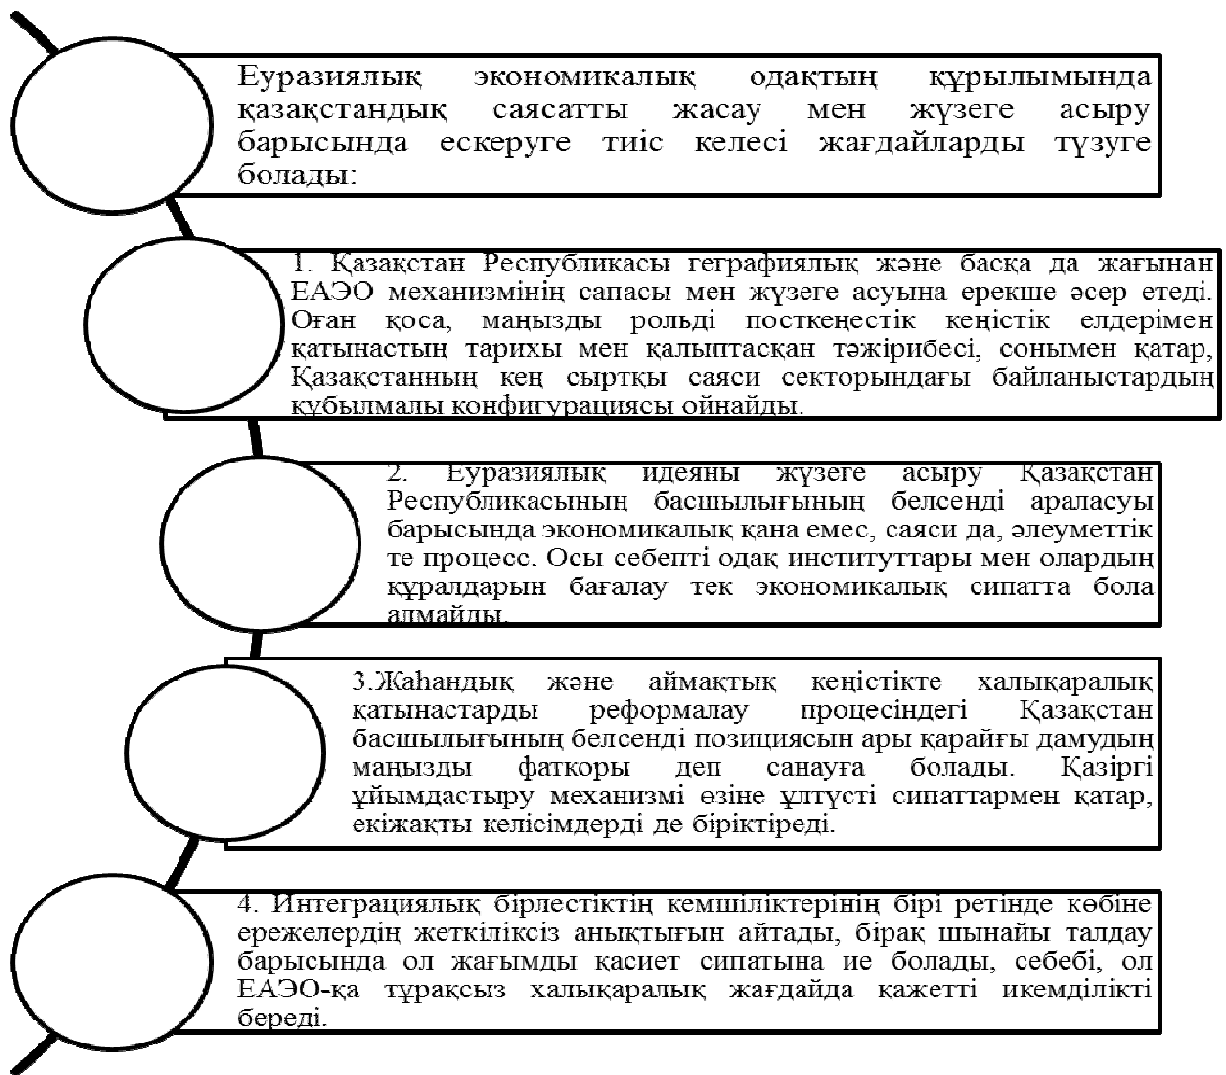 Еуразиялық экономикалық одақтың құрылымында
қазақстандық саясатты жасау мен жүзеге асыру
барысында ескеруге тиіс келесі жағдайларды түзуге
болады:
1. Қазақстан Республикасы геграфиялық және басқа да жағынан
ЕАЭО механизмінің сапасы мен жүзеге асуына ерекше әсер етеді.
Оған қоса, маңызды рольді посткеңестік кеңістік елдерімен
қатынастың тарихы мен қалыптасқан тәжірибесі, сонымен қатар,
Қазақстанның кең сыртқы саяси секторындағы байланыстардың
құбылмалы конфигурациясы ойнайды.
2. Еуразиялық идеяны жүзеге асыру Қазақстан
Республикасының басшылығының белсенді араласуы
барысында экономикалық қана емес, саяси да, әлеуметтік
те процесс. Осы себепті одақ институттары мен олардың
құралдарын бағалау тек экономикалық сипатта бола
алмайды.
3.Жаһандық және аймақтық кеңістікте халықаралық
қатынастарды реформалау процесіндегі Қазақстан
басшылығының белсенді позициясын ары қарайғы дамудың
маңызды фаткоры деп санауға болады. Қазіргі
ұйымдастыру механизмі өзіне ұлтүсті сипаттармен қатар,
екіжақты келісімдерді де біріктіреді.
4. Интеграциялық бірлестіктің кемшіліктерінің бірі ретінде көбіне
ережелердің жеткіліксіз анықтығын айтады, бірақ шынайы талдау
барысында ол жағымды қасиет сипатына ие болады, себебі, ол
ЕАЭО-қа тұрақсыз халықаралық жағдайда қажетті икемділікті
береді.